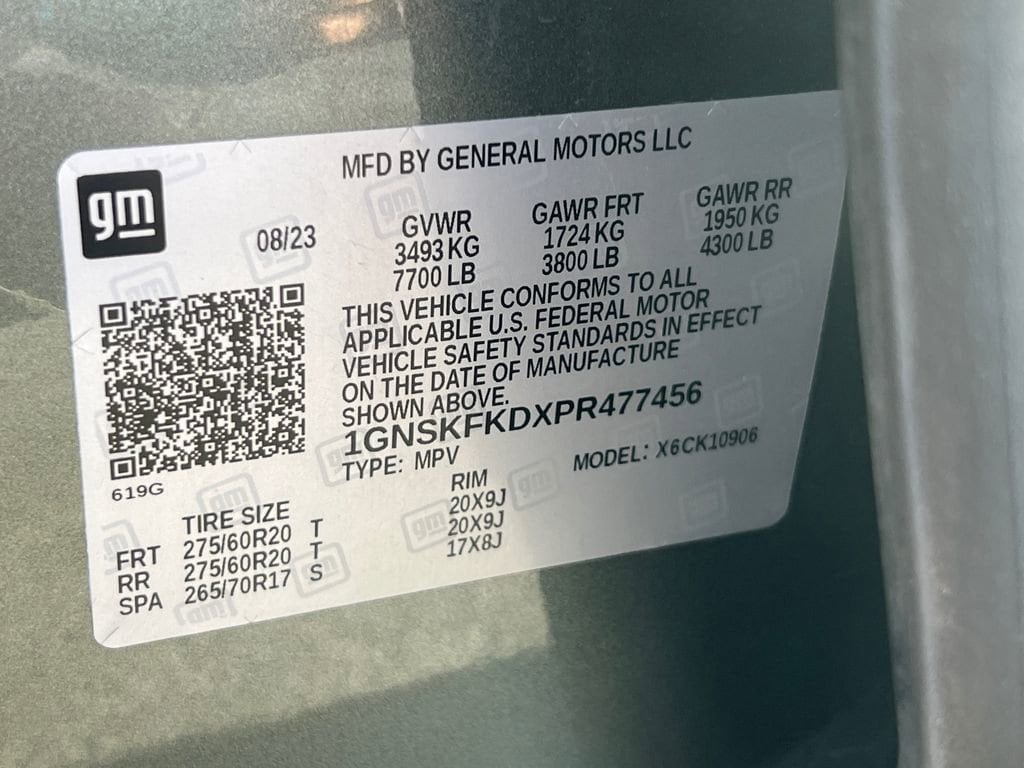 MFD BY GENERAL MOTORS LLC
gm
08/23
GVWR GAWR FRT GAWR RR
3493 KG 1724 KG 1950 KG
7700 LB 3800 LB 4300 LB
THIS VEHICLE CONFORMS TO ALL
APPLICABLE U.S. FEDERAL MOTOR
VEHICLE SAFETY STANDARDS IN EFFECT
ON THE DATE OF MANUFACTURE
SHOWN ABOVE.
1GNSKFKDXPR477456
TYPE: MPV MODEL: X6CK10906
619G
TIRE SIZE RIM
FRT 275/60R20 T 20X9J
RR 275/60R20 T 20X9J
SPA 265/70R17 S 17X8J